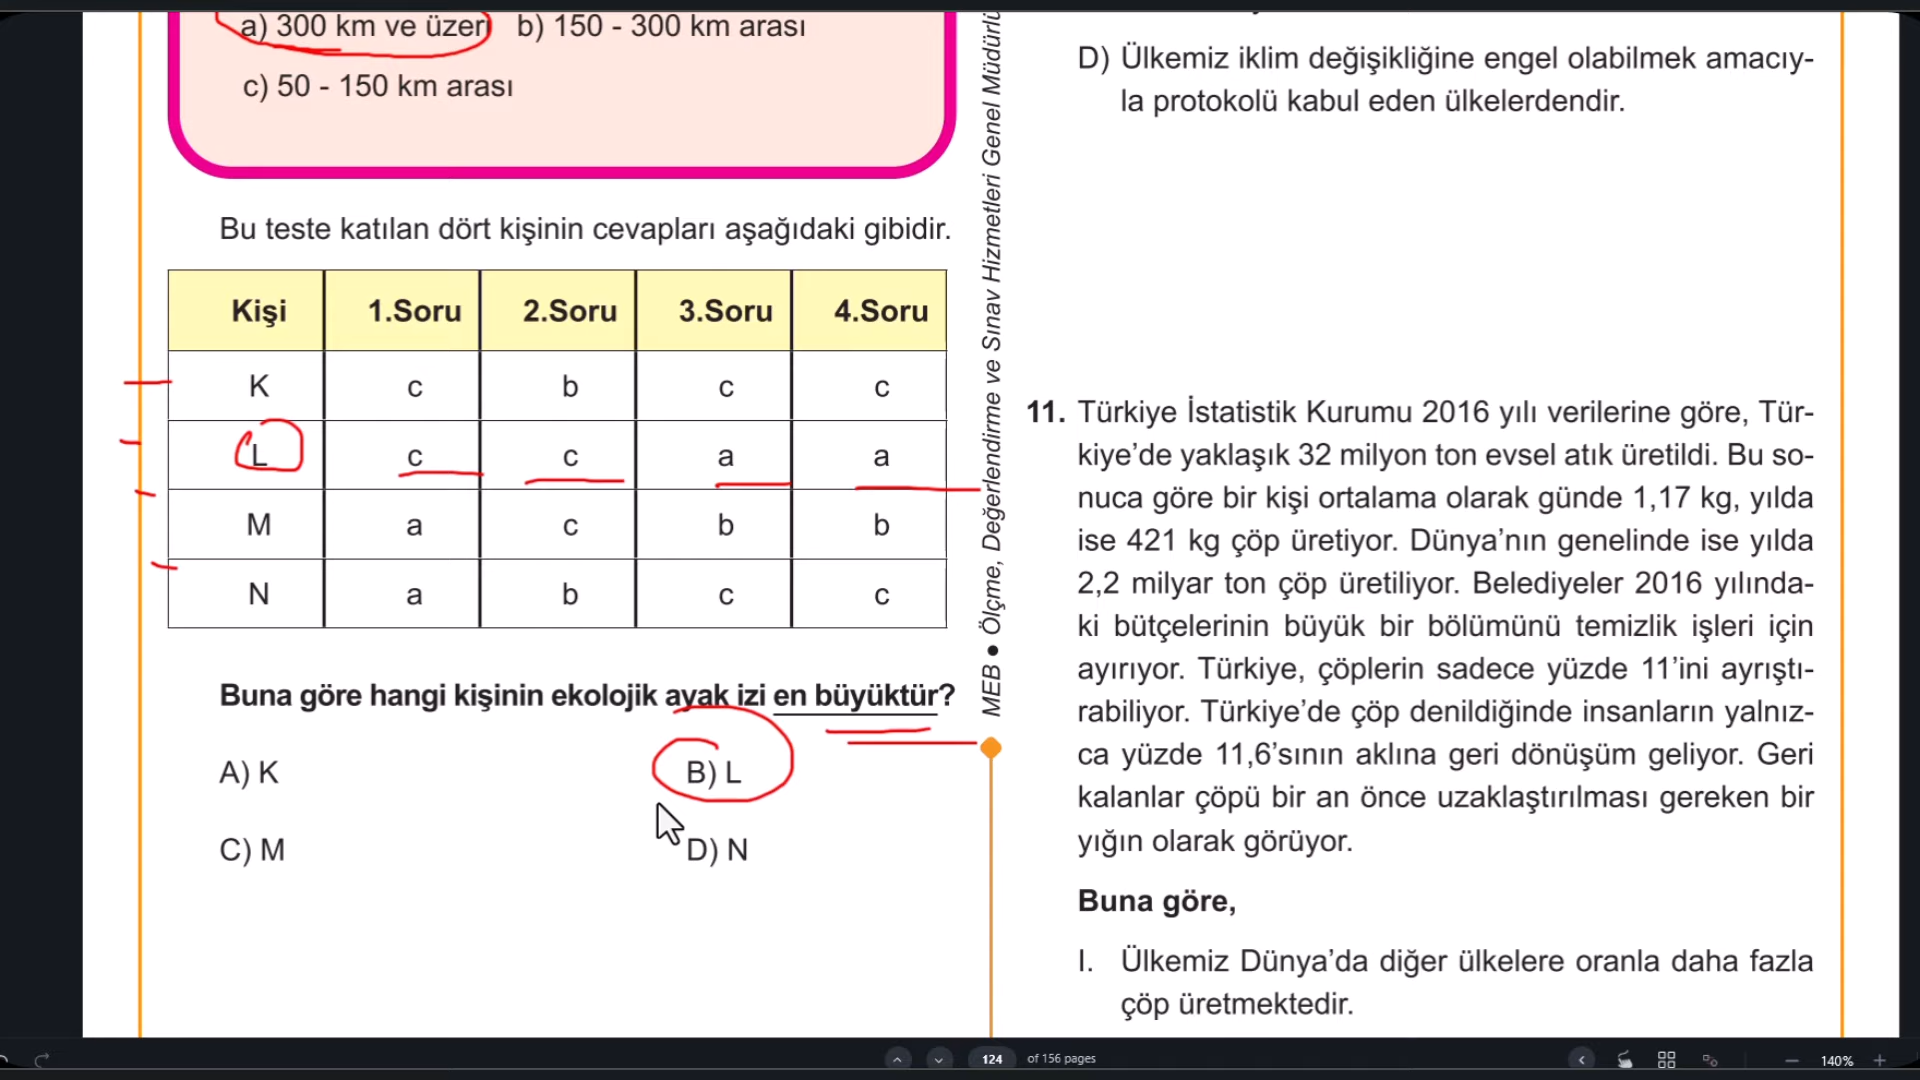 a) 300 km ve üzeri b) 150 - 300 km arası
c) 50 - 150 km arası
Bu teste katılan dört kişinin cevapları aşağıdaki gibidir.
Kişi 1.Soru 2.Soru 3.Soru 4.Soru
K c b c c
L c c a a
M a c b b
N a b c c
Buna göre hangi kişinin ekolojik ayak izi en büyüktür?
A) K B) L
C) M D) N
MEB ● Ölçme, Değerlendirme ve Sınav Hizmetleri Genel Müdürlü
D) Ülkemiz iklim değişikliğine engel olabilmek amacıy-
la protokolü kabul eden ülkelerdendir.
11. Türkiye İstatistik Kurumu 2016 yılı verilerine göre, Tür-
kiye’de yaklaşık 32 milyon ton evsel atık üretildi. Bu so-
nuca göre bir kişi ortalama olarak günde 1,17 kg, yılda
ise 421 kg çöp üretiyor. Dünya’nın genelinde ise yılda
2,2 milyar ton çöp üretiliyor. Belediyeler 2016 yılında-
ki bütçelerinin büyük bir bölümünü temizlik işleri için
ayırıyor. Türkiye, çöplerin sadece yüzde 11’ini ayrıştı-
rabiliyor. Türkiye’de çöp denildiğinde insanların yalnız-
ca yüzde 11,6’sının aklına geri dönüşüm geliyor. Geri
kalanlar çöpü bir an önce uzaklaştırılması gereken bir
yığın olarak görüyor.
Buna göre,
I. Ülkemiz Dünya’da diğer ülkelere oranla daha fazla
çöp üretmektedir.
124 of 156 pages
140%